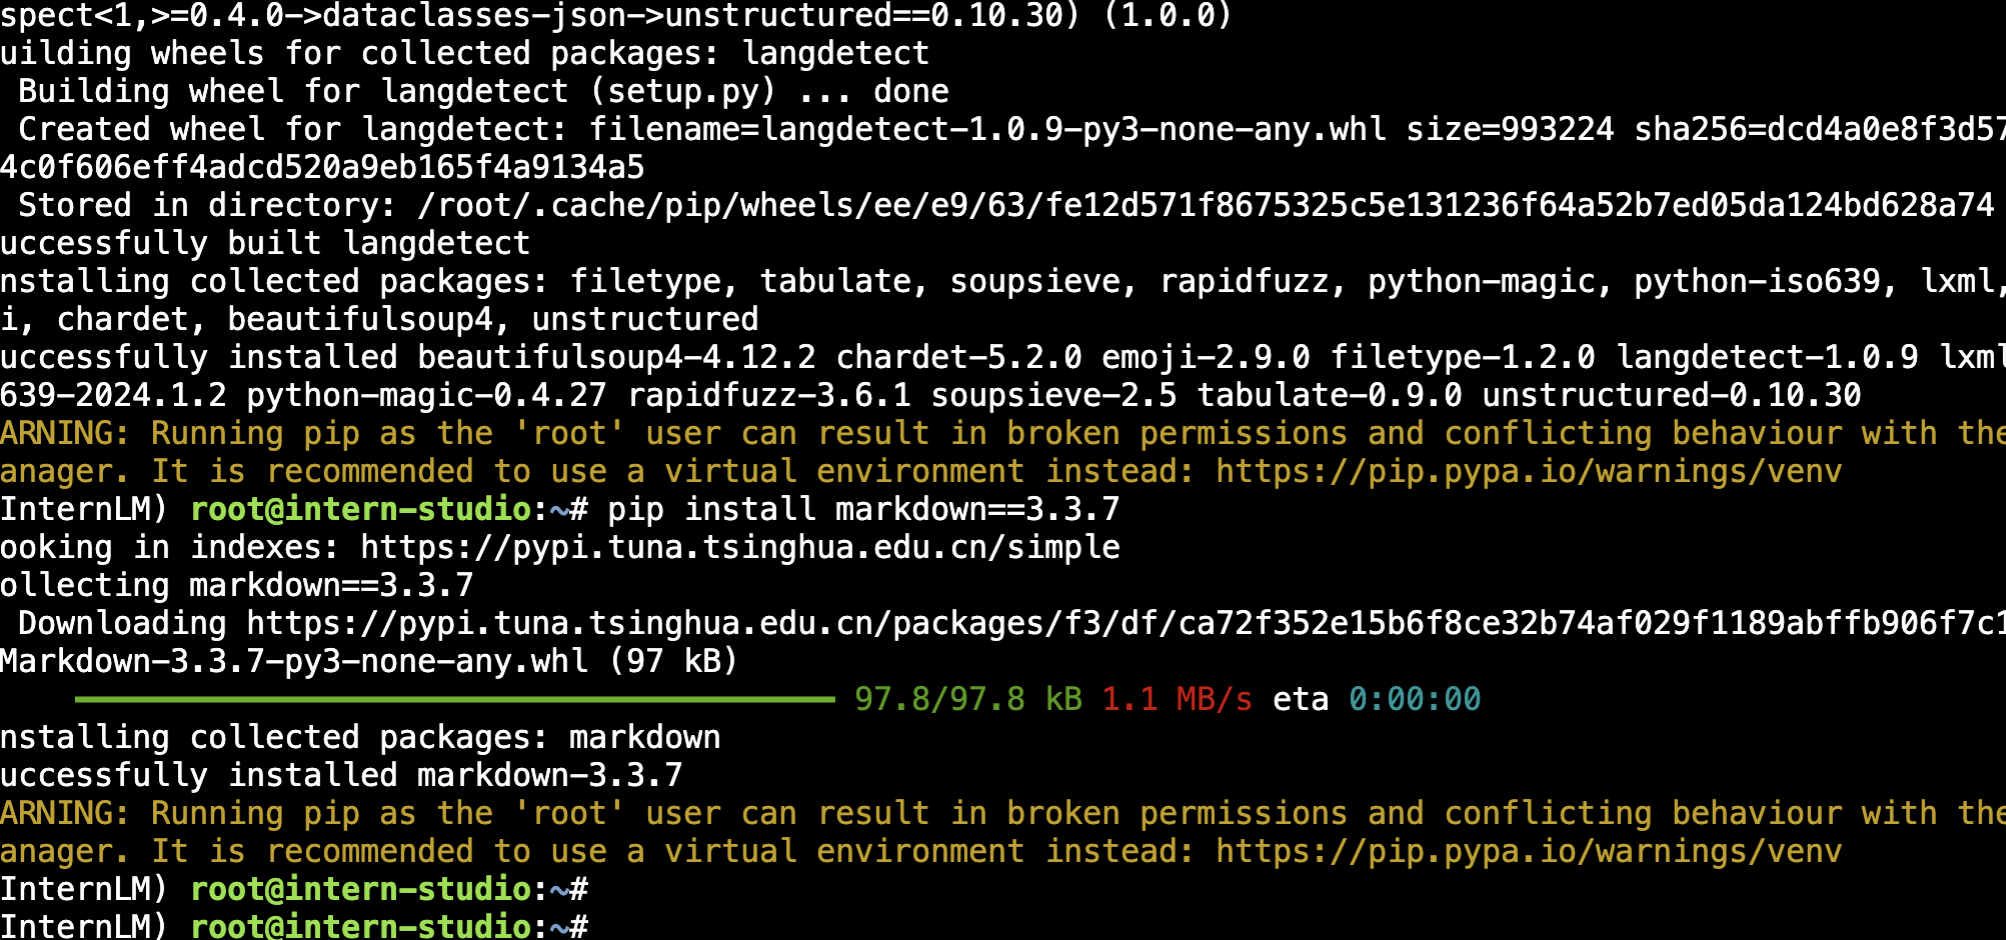 spect<1,>=0.4.0->dataclasses-json->unstructured==0.10.30) (1.0.0)
uilding wheels for collected packages: langdetect
Building wheel for langdetect (setup.py) ... done
Created wheel for langdetect: filename=langdetect-1.0.9-py3-none-any.whl size=993224 sha256=dcd4a0e8f3d57
4c0f606eff4adcd520a9eb165f4a9134a5
Stored in directory: /root/.cache/pip/wheels/ee/e9/63/fe12d571f8675325c5e131236f64a52b7ed05da124bd628a74
uccessfully built langdetect
nstalling collected packages: filetype, tabulate, soupsieve, rapidfuzz, python-magic, python-iso639, lxml,
i, chardet, beautifulsoup4, unstructured
uccessfully installed beautifulsoup4-4.12.2 chardet-5.2.0 emoji-2.9.0 filetype-1.2.0 langdetect-1.0.9 lxml
639-2024.1.2 python-magic-0.4.27 rapidfuzz-3.6.1 soupsieve-2.5 tabulate-0.9.0 unstructured-0.10.30
ARNING: Running pip as the 'root' user can result in broken permissions and conflicting behaviour with the
anager. It is recommended to use a virtual environment instead: https://pip.pypa.io/warnings/venv
InternLM) root@intern-studio:~# pip install markdown==3.3.7
ooking in indexes: https://pypi.tuna.tsinghua.edu.cn/simple
ollecting markdown==3.3.7
Downloading https://pypi.tuna.tsinghua.edu.cn/packages/f3/df/ca72f352e15b6f8ce32b74af029f1189abffb906f7c1
Markdown-3.3.7-py3-none-any.whl (97 kB)
97.8/97.8 kB 1.1 MB/s eta 0:00:00
nstalling collected packages: markdown
uccessfully installed markdown-3.3.7
ARNING: Running pip as the 'root' user can result in broken permissions and conflicting behaviour with the
anager. It is recommended to use a virtual environment instead: https://pip.pypa.io/warnings/venv
InternLM) root@intern-studio:~#
InternLM) root@intern-studio:~#